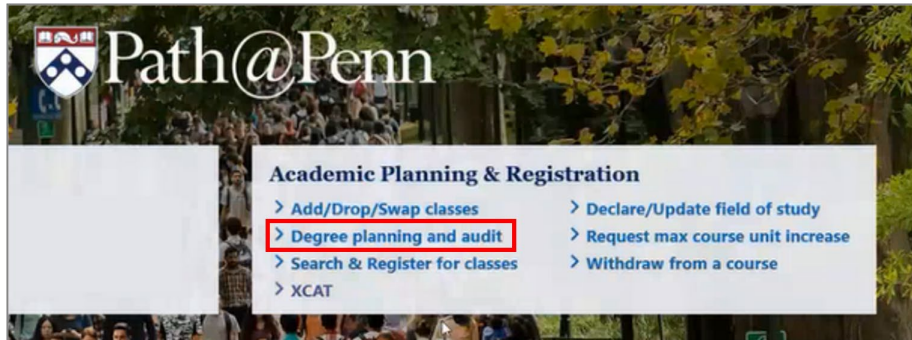 Path@Penn
Academic Planning & Registration
Add/Drop/Swap classes
Degree planning and audit
Search & Register for classes
XCAT
Declare/Update field of study
Request max course unit increase
Withdraw from a course